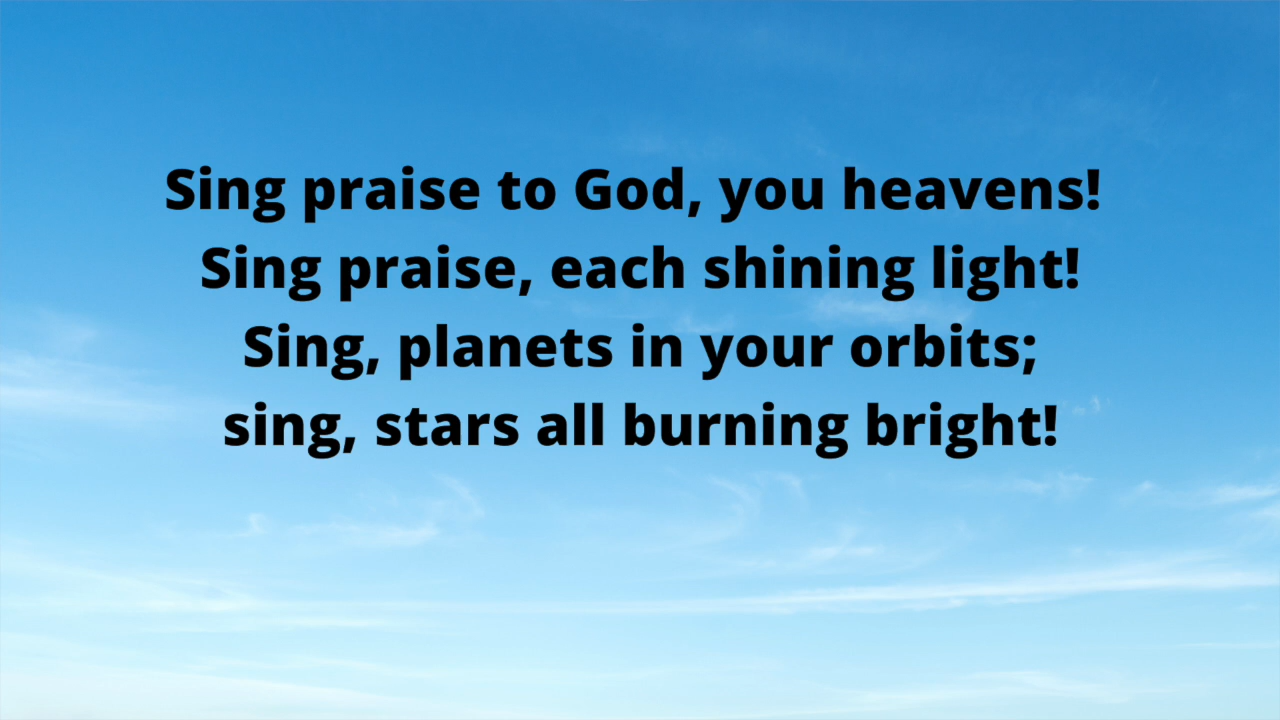 Sing praise to God, you heavens!
Sing praise, each shining light!
Sing, planets in your orbits;
sing, stars all burning bright!